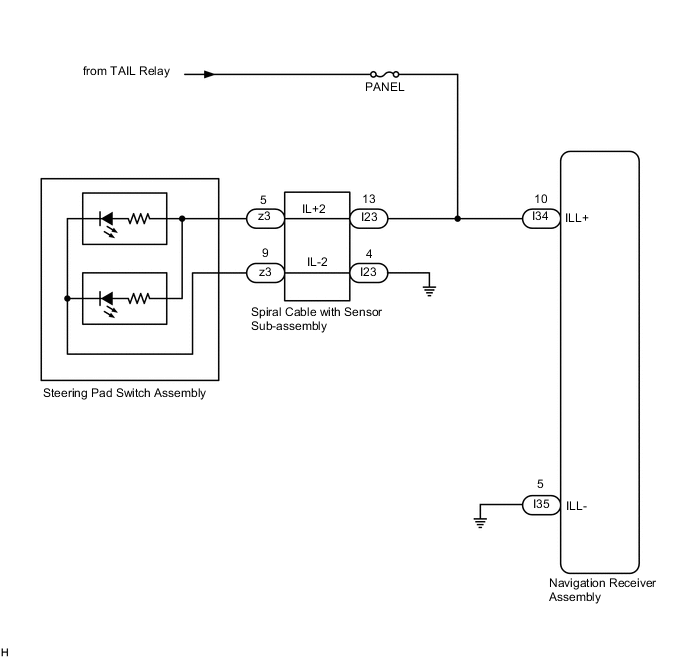 from TAIL Relay
PANEL
5
z3
IL+2
13
I23
10
I34
ILL+
9
z3
IL-2
4
I23
Spiral Cable with Sensor
Sub-assembly
Steering Pad Switch Assembly
5
I35
ILL-
Navigation Receiver
Assembly
H